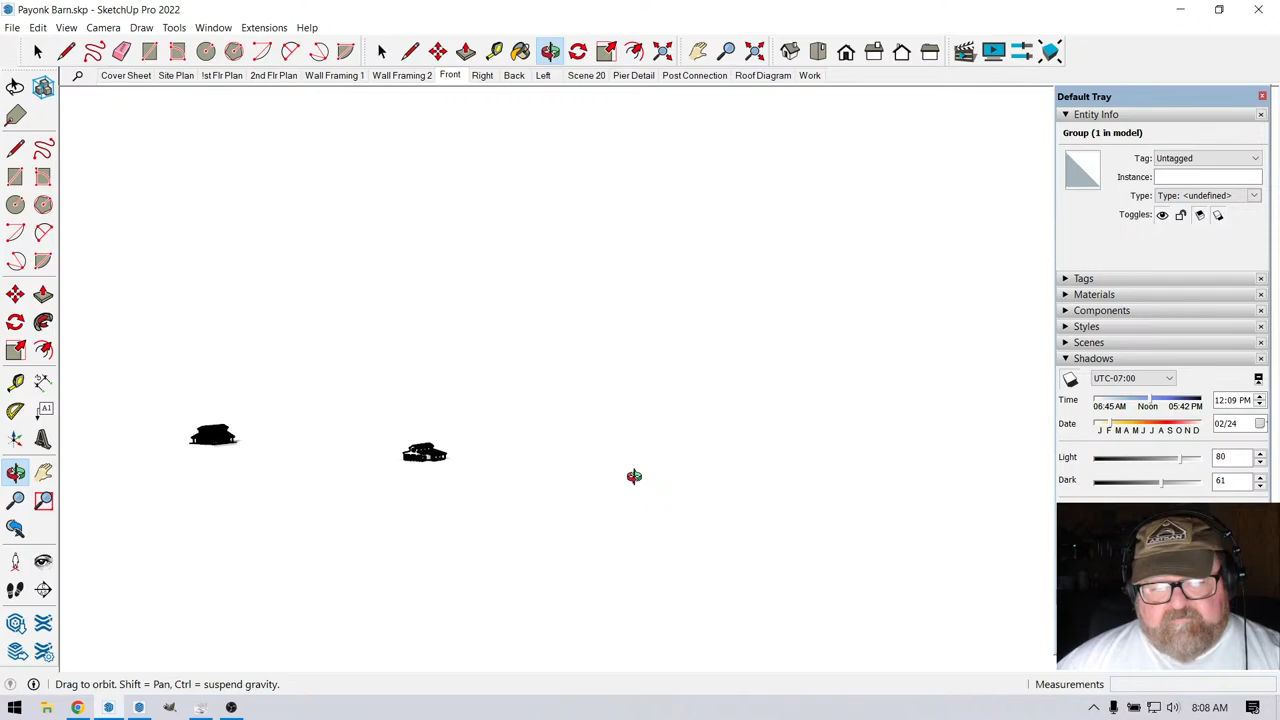 Payonk Barn.skp - SketchUp Pro 2022
File Edit View Camera Draw Tools Window Extensions Help
Cover Sheet Site Plan !st Flr Plan 2nd Flr Plan Wall Framing 1 Wall Framing 2 Front Right Back Left Scene 20 Pier Detail Post Connection Roof Diagram Work
Default Tray
Entity Info
Group (1 in model)
Tag: Untagged
Instance:
Type: Type: <undefined>
Toggles:
Tags
Materials
Components
Styles
Scenes
Shadows
UTC-07:00
Time 06:45 AM Noon 05:42 PM 12:09 PM
Date J F M A M J J A S O N D 02/24
Light 80
Dark 61
A1
ARTISAN
Drag to orbit. Shift = Pan, Ctrl = suspend gravity.
Measurements
8:08 AM